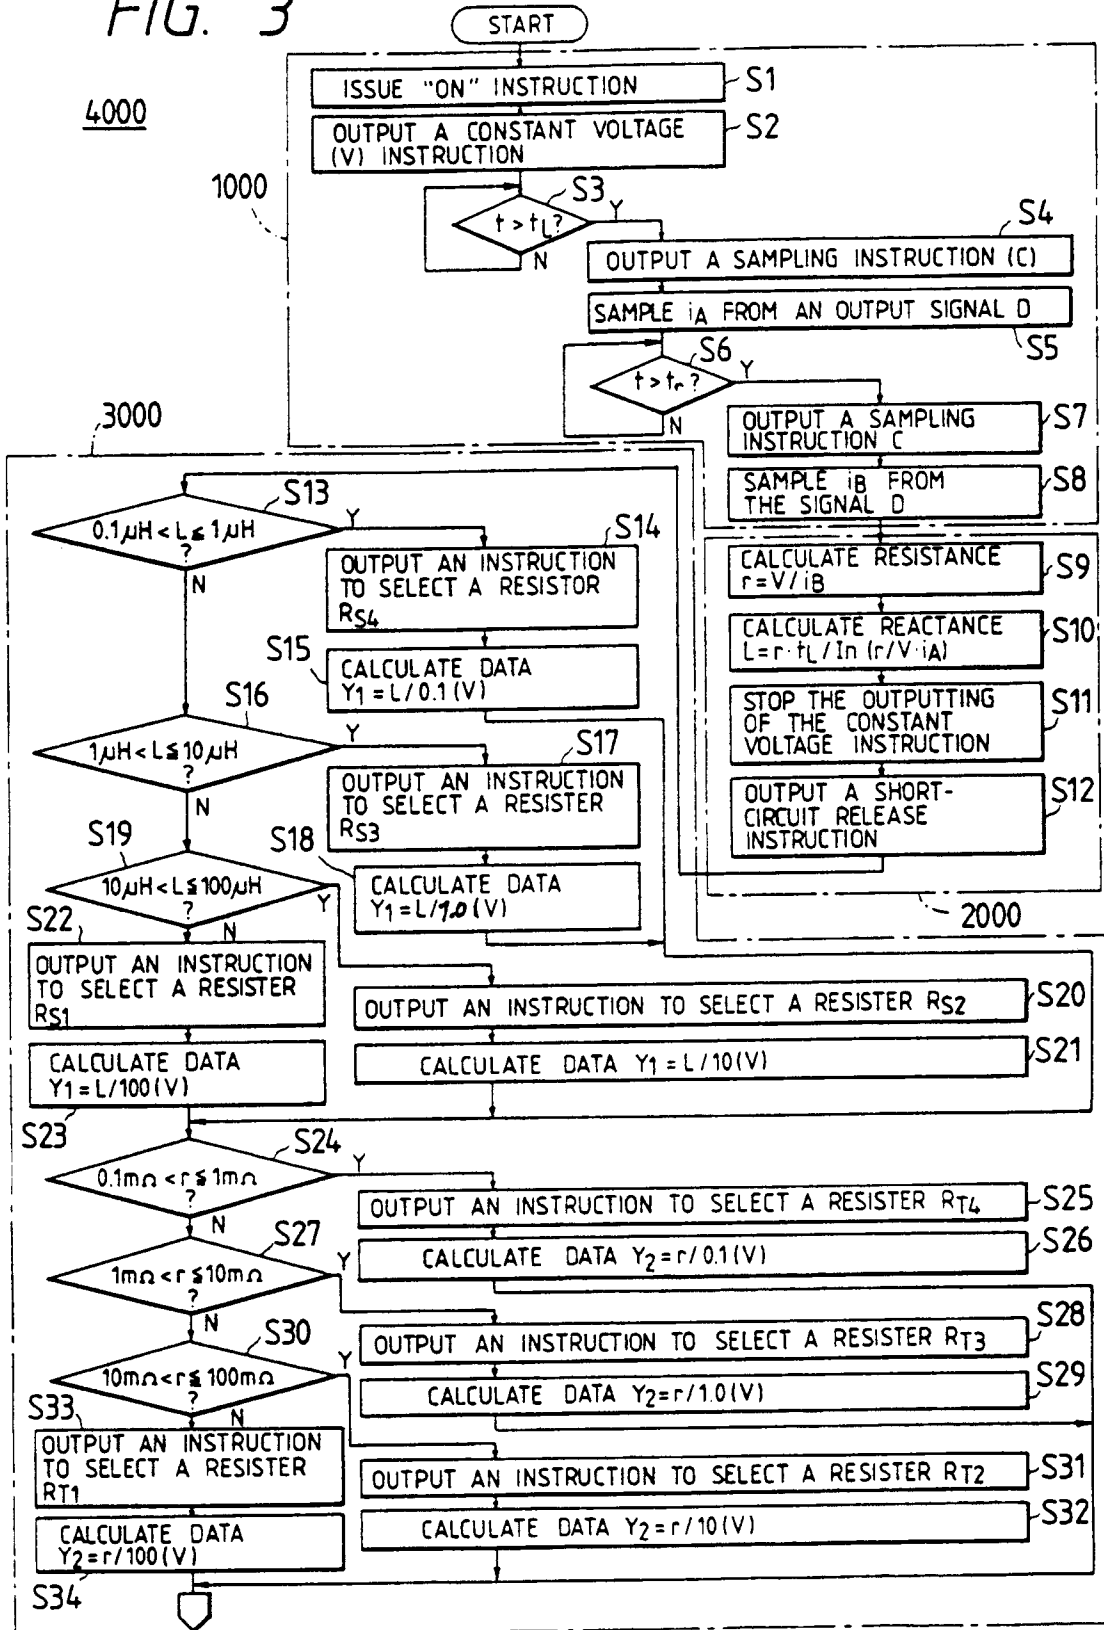 FIG. 3
START
4000
ISSUE "ON" INSTRUCTION
S1
OUTPUT A CONSTANT VOLTAGE
(V) INSTRUCTION
S2
1000
S3
t > tL?
Y
N
S4
OUTPUT A SAMPLING INSTRUCTION (C)
SAMPLE iA FROM AN OUTPUT SIGNAL D
S5
S6
t > tr?
Y
N
S7
OUTPUT A SAMPLING
INSTRUCTION C
S8
SAMPLE iB FROM
THE SIGNAL D
3000
S13
0.1μH < L ≦ 1μH
?
Y
N
S14
OUTPUT AN INSTRUCTION
TO SELECT A RESISTOR
RS4
S9
CALCULATE RESISTANCE
r=V/iB
S10
CALCULATE REACTANCE
L=r·tL/In (r/V·iA)
S15
CALCULATE DATA
Y1=L/0.1(V)
S11
STOP THE OUTPUTTING
OF THE CONSTANT
VOLTAGE INSTRUCTION
S16
1μH<L≦10μH
?
Y
N
S17
OUTPUT AN INSTRUCTION
TO SELECT A RESISTER
RS3
S12
OUTPUT A SHORT-
CIRCUIT RELEASE
INSTRUCTION
S19
10μH<L≦100μH
?
Y
N
S18
CALCULATE DATA
Y1=L/1.0(V)
2000
S22
OUTPUT AN INSTRUCTION
TO SELECT A RESISTER
RS1
OUTPUT AN INSTRUCTION TO SELECT A RESISTER RS2
S20
CALCULATE DATA Y1=L/10(V)
S21
CALCULATE DATA
Y1=L/100(V)
S23
S24
0.1mΩ<r≦1mΩ
?
Y
N
OUTPUT AN INSTRUCTION TO SELECT A RESISTER RT4
S25
CALCULATE DATA Y2=r/0.1(V)
S26
S27
1mΩ<r≦10mΩ
?
Y
N
OUTPUT AN INSTRUCTION TO SELECT A RESISTER RT3
S28
CALCULATE DATA Y2=r/1.0(V)
S29
S30
10mΩ<r≦100mΩ
?
Y
N
S33
OUTPUT AN INSTRUCTION
TO SELECT A RESISTER
RT1
OUTPUT AN INSTRUCTION TO SELECT A RESISTER RT2
S31
CALCULATE DATA Y2=r/10(V)
S32
CALCULATE DATA
Y2=r/100(V)
S34